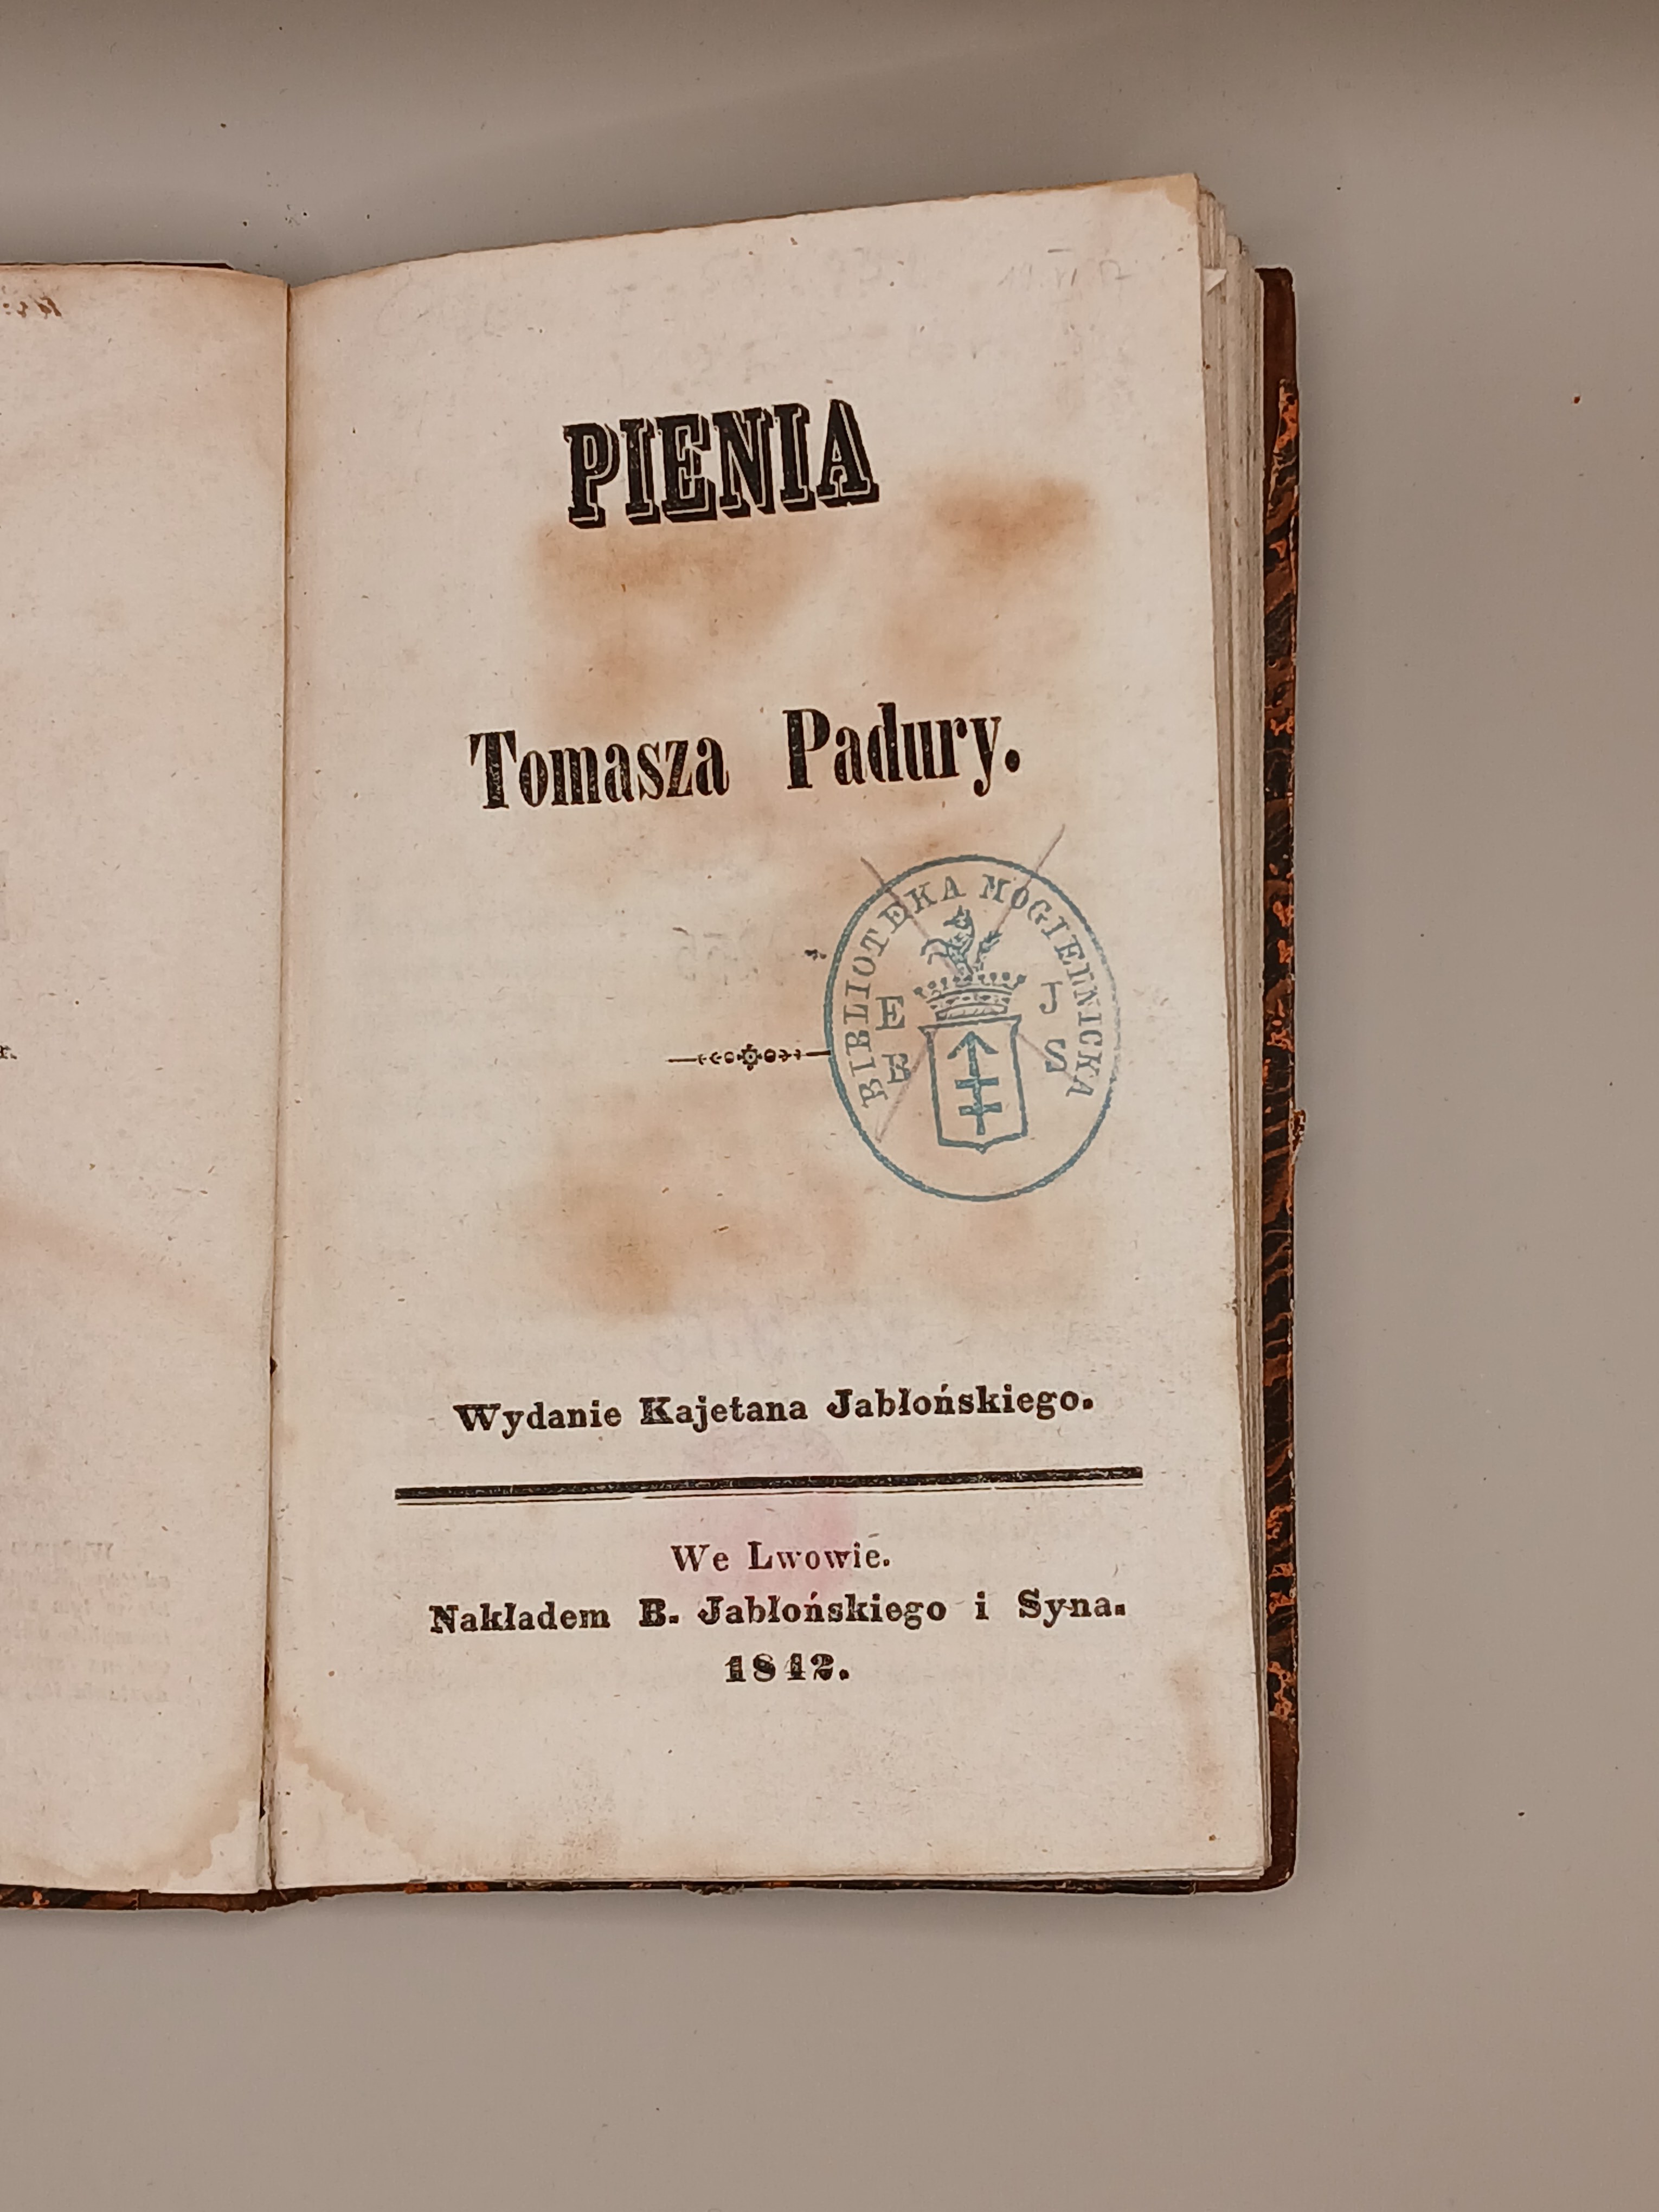 PIENIA
Tomasza Padury.
BIBLIOTEKA MOGIELNICKA
E J
B S
Wydanie Kajetana Jabłońskiego.
We Lwowie.
Nakładem B. Jabłońskiego i Syna.
1842.